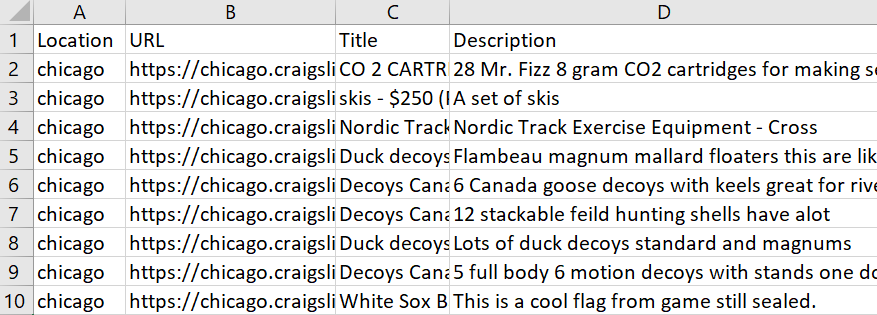 A B C D
1 Location URL Title Description
2 chicago https://chicago.craigsli CO 2 CARTR 28 Mr. Fizz 8 gram CO2 cartridges for making s
3 chicago https://chicago.craigsli skis - $250 ( A set of skis
4 chicago https://chicago.craigsli Nordic Track Nordic Track Exercise Equipment - Cross
5 chicago https://chicago.craigsli Duck decoys Flambeau magnum mallard floaters this are lik
6 chicago https://chicago.craigsli Decoys Cana 6 Canada goose decoys with keels great for rive
7 chicago https://chicago.craigsli Decoys Cana 12 stackable feild hunting shells have alot
8 chicago https://chicago.craigsli Duck decoys Lots of duck decoys standard and magnums
9 chicago https://chicago.craigsli Decoys Cana 5 full body 6 motion decoys with stands one do
10 chicago https://chicago.craigsli White Sox B This is a cool flag from game still sealed.